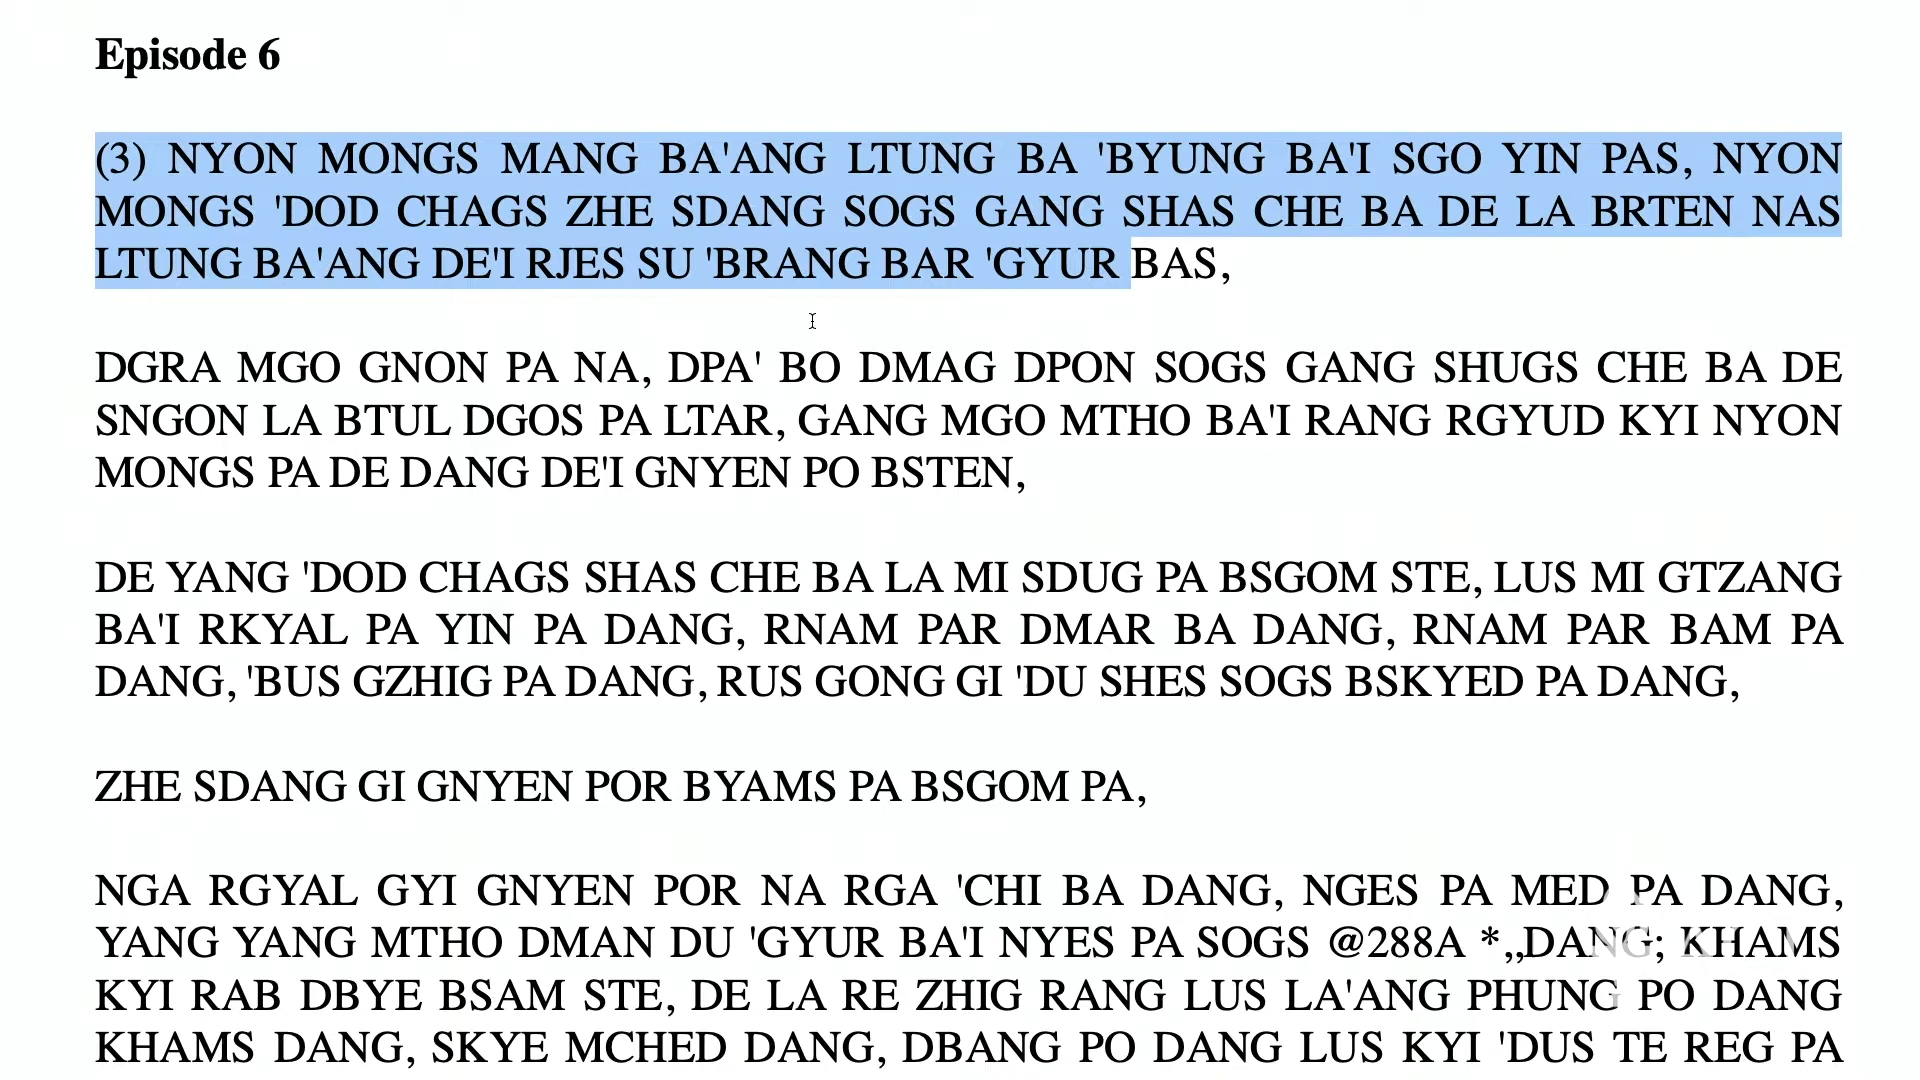 Episode 6
(3) NYON MONGS MANG BA'ANG LTUNG BA 'BYUNG BA'I SGO YIN PAS, NYON
MONGS 'DOD CHAGS ZHE SDANG SOGS GANG SHAS CHE BA DE LA BRTEN NAS
LTUNG BA'ANG DE'I RJES SU 'BRANG BAR 'GYUR BAS,
DGRA MGO GNON PA NA, DPA' BO DMAG DPON SOGS GANG SHUGS CHE BA DE
SNGON LA BTUL DGOS PA LTAR, GANG MGO MTHO BA'I RANG RGYUD KYI NYON
MONGS PA DE DANG DE'I GNYEN PO BSTEN,
DE YANG 'DOD CHAGS SHAS CHE BA LA MI SDUG PA BSGOM STE, LUS MI GTZANG
BA'I RKYAL PA YIN PA DANG, RNAM PAR DMAR BA DANG, RNAM PAR BAM PA
DANG, 'BUS GZHIG PA DANG, RUS GONG GI 'DU SHES SOGS BSKYED PA DANG,
ZHE SDANG GI GNYEN POR BYAMS PA BSGOM PA,
NGA RGYAL GYI GNYEN POR NA RGA 'CHI BA DANG, NGES PA MED PA DANG,
YANG YANG MTHO DMAN DU 'GYUR BA'I NYES PA SOGS @288A *,,DANG; KHAMS
KYI RAB DBYE BSAM STE, DE LA RE ZHIG RANG LUS LA'ANG PHUNG PO DANG
KHAMS DANG, SKYE MCHED DANG, DBANG PO DANG LUS KYI 'DUS TE REG PA